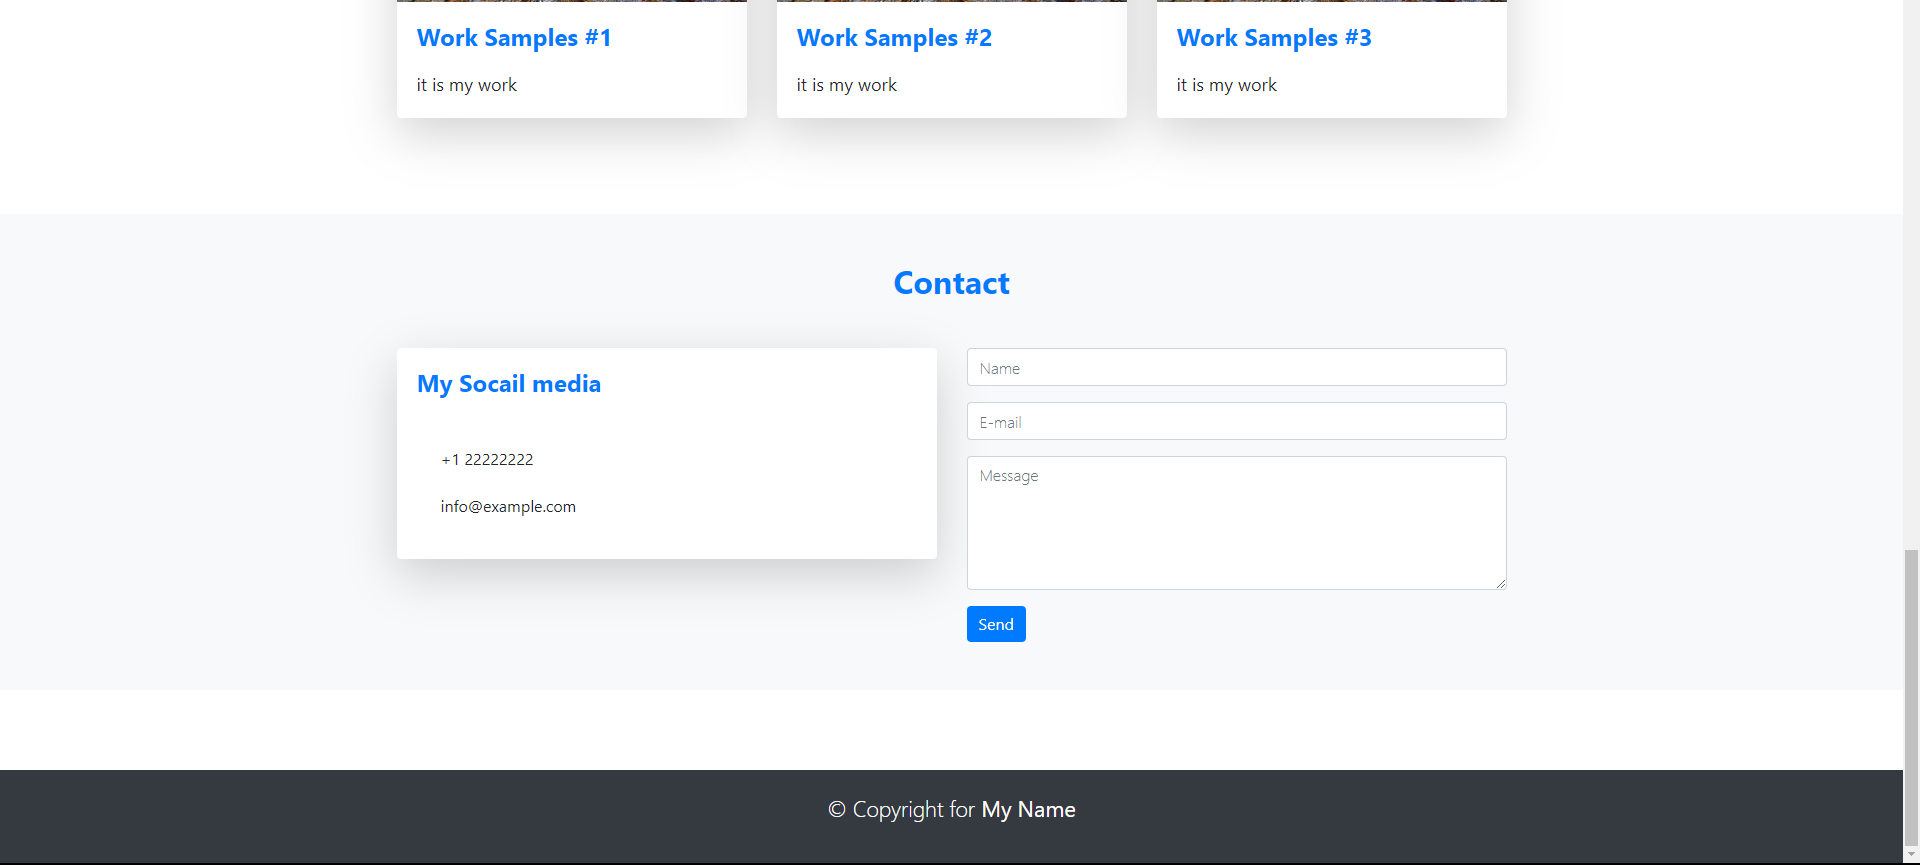 Work Samples #1
it is my work
Work Samples #2
it is my work
Work Samples #3
it is my work
Contact
My Socail media
+1 22222222
info@example.com
Name
E-mail
Message
Send
© Copyright for My Name